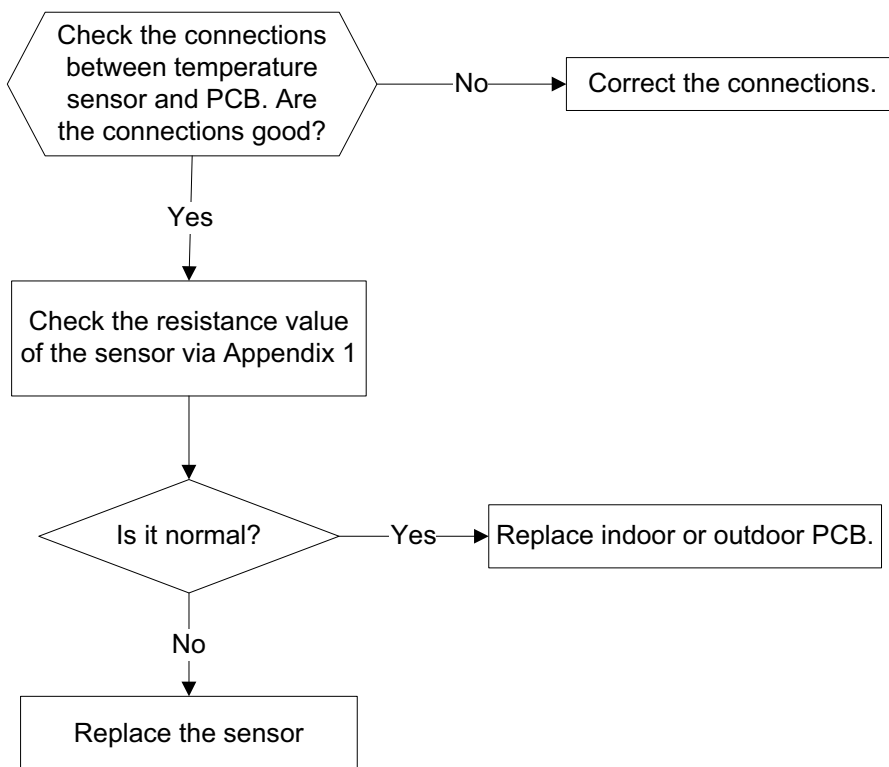 Check the connections
between temperature
sensor and PCB. Are
the connections good?
No
Correct the connections.
Yes
Check the resistance value
of the sensor via Appendix 1
Is it normal?
Yes
Replace indoor or outdoor PCB.
No
Replace the sensor